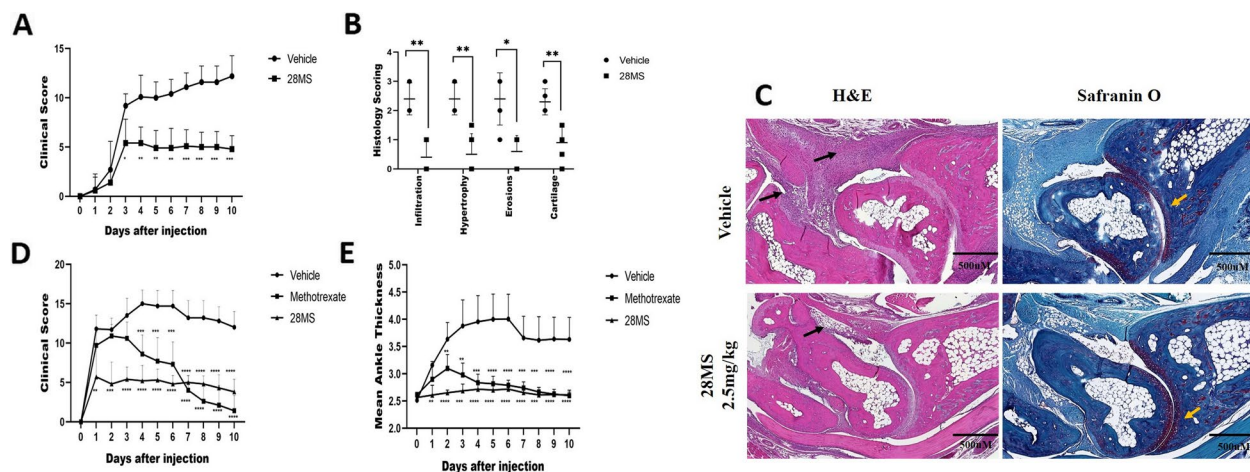 A
Clinical Score
15
10
5
0
0 1 2 3 4 5 6 7 8 9 10
Days after injection
Vehicle
28MS
* ** ** ** *** *** *** ***
B
Histology Scoring
4
3
2
1
0
** ** * **
Infiltration
Hypertrophy
Erosions
Cartilage
Vehicle
28MS
C
H&E Safranin O
Vehicle
500uM 500uM
28MS
2.5mg/kg
500uM 500uM
D
Clinical Score
25
20
15
10
5
0
0 1 2 3 4 5 6 7 8 9 10
Days after injection
Vehicle
Methotrexate
28MS
*** *** ***
**** **** **** ****
*** *** **** **** **** ****
**** **** **** ****
E
Mean Ankle Thickness
5.0
4.5
4.0
3.5
3.0
2.5
2.0
0 1 2 3 4 5 6 7 8 9 10
Days after injection
Vehicle
Methotrexate
28MS